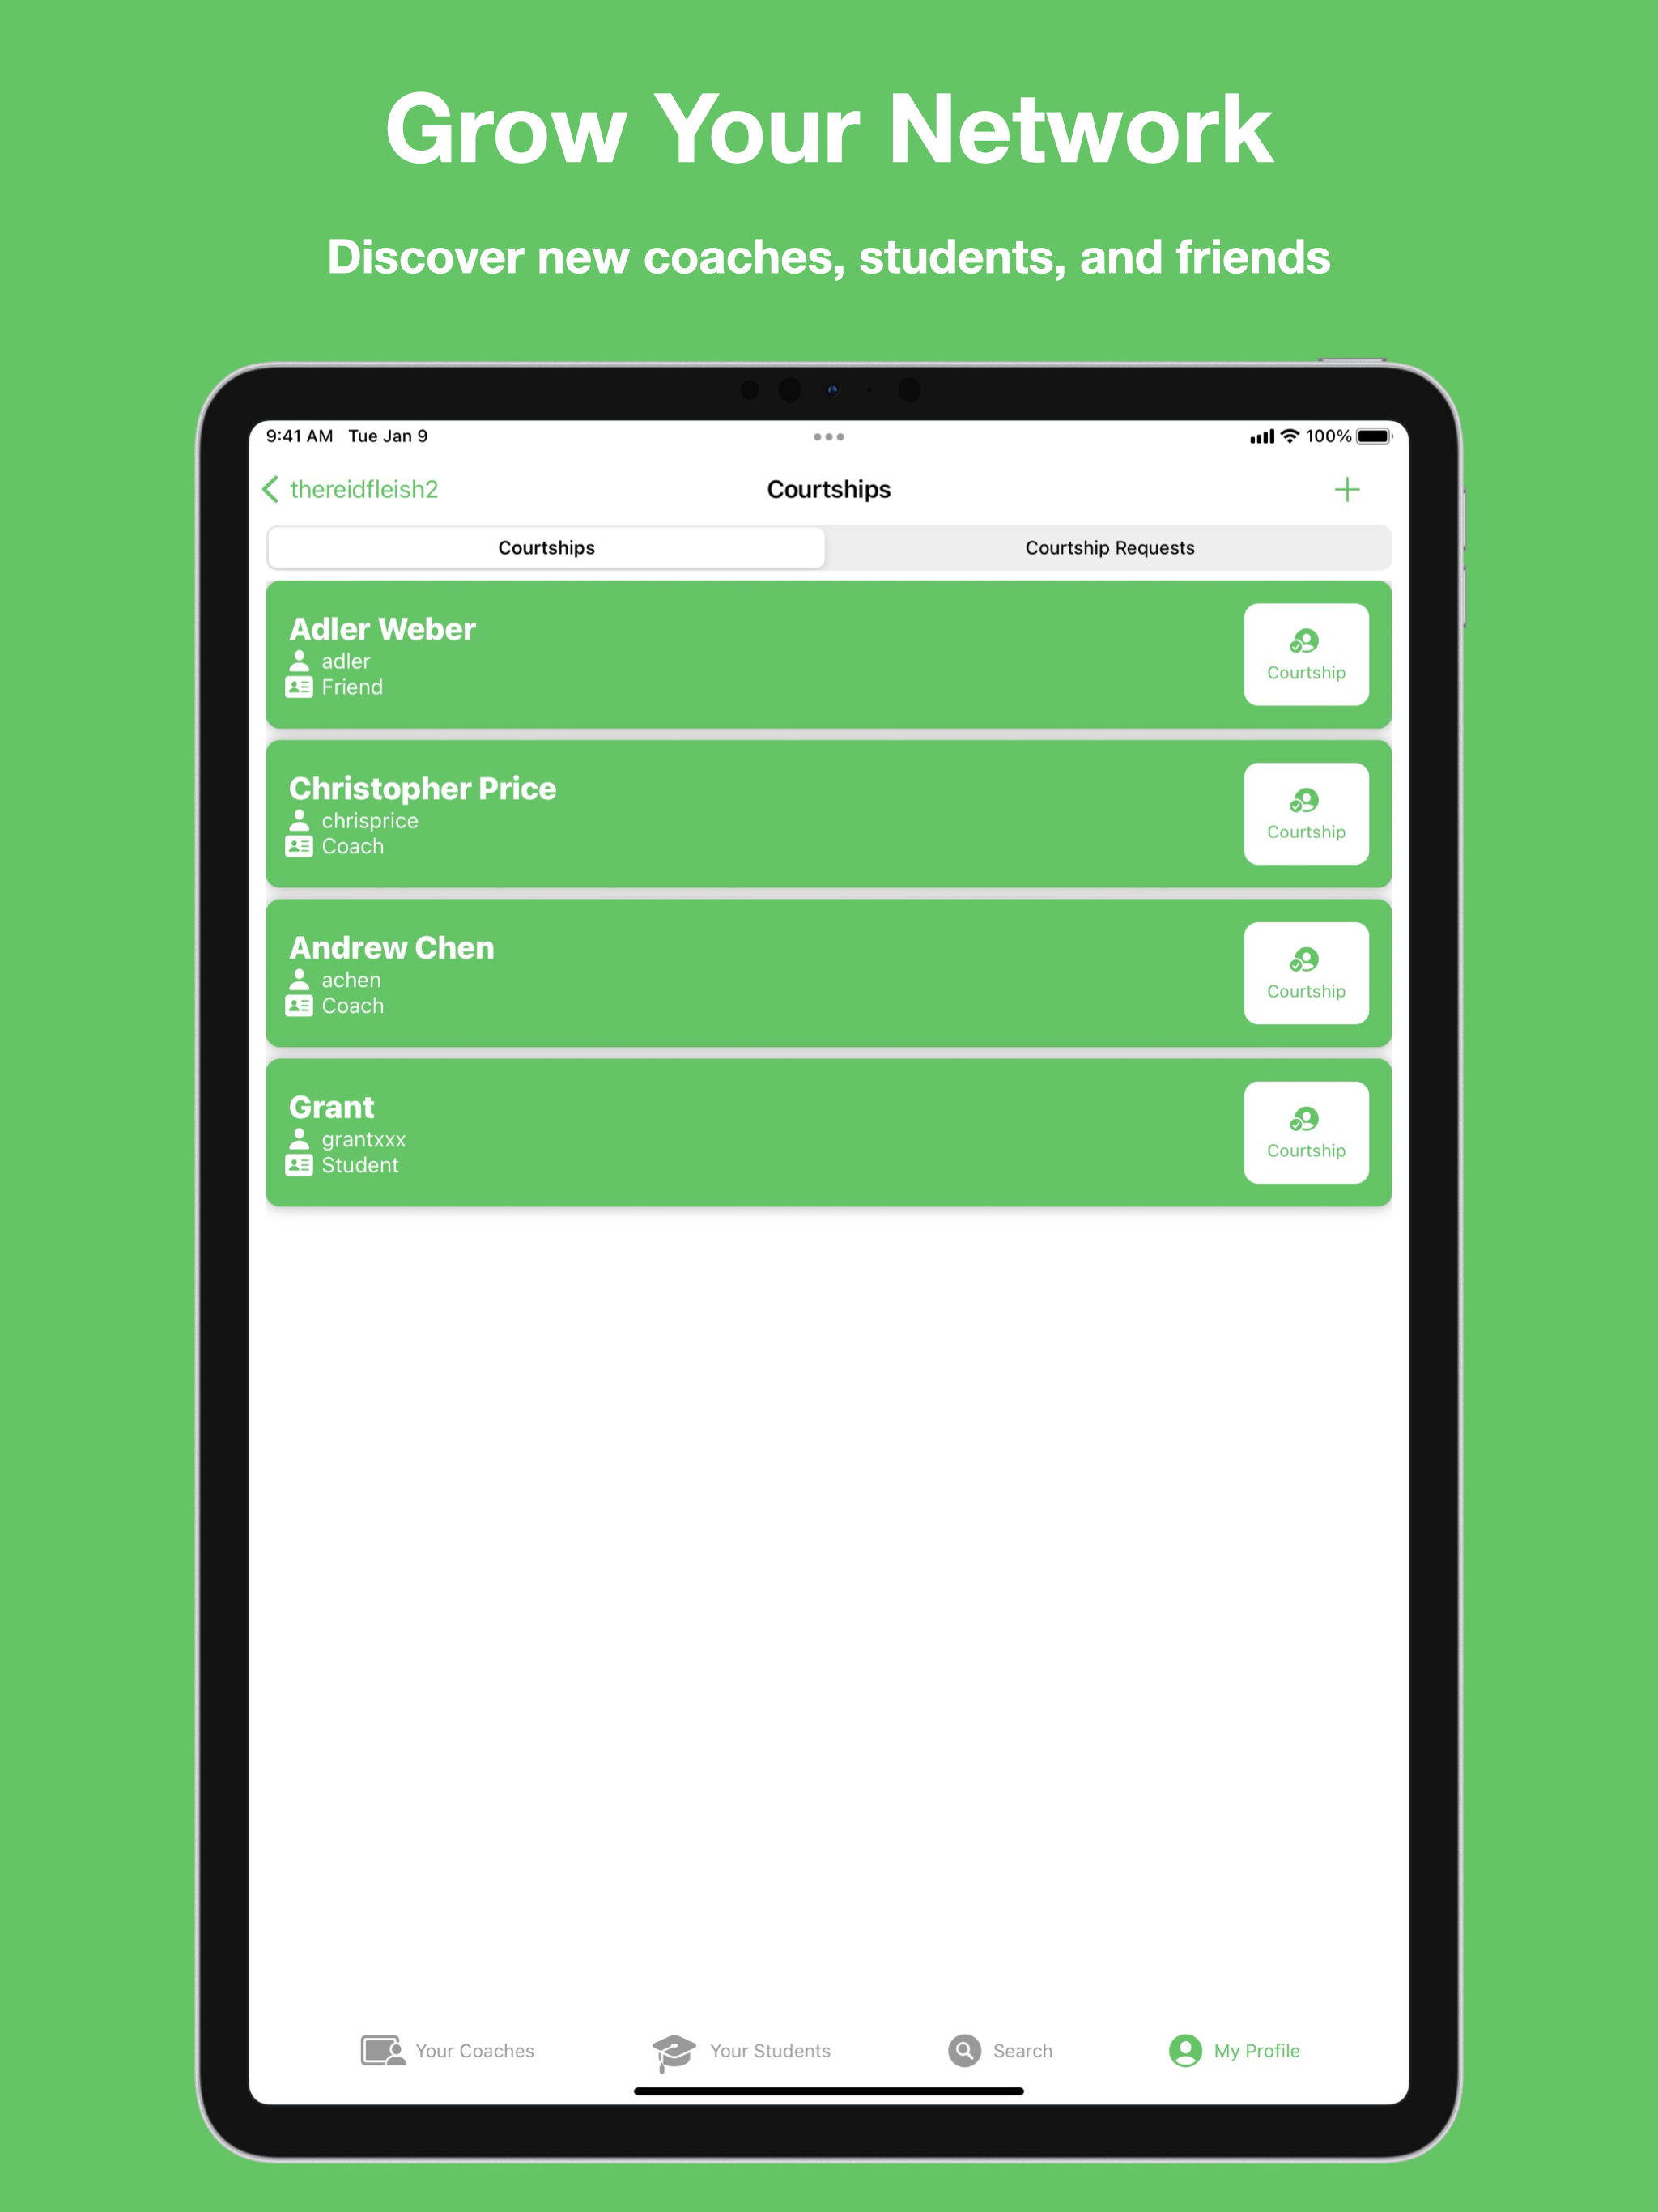 Grow Your Network
Discover new coaches, students, and friends
9:41 AM Tue Jan 9
100%
thereidfleish2
Courtships
Courtships
Courtship Requests
Adler Weber
adler
Friend
Courtship
Christopher Price
chrisprice
Coach
Courtship
Andrew Chen
achen
Coach
Courtship
Grant
grantxxx
Student
Courtship
Your Coaches
Your Students
Search
My Profile